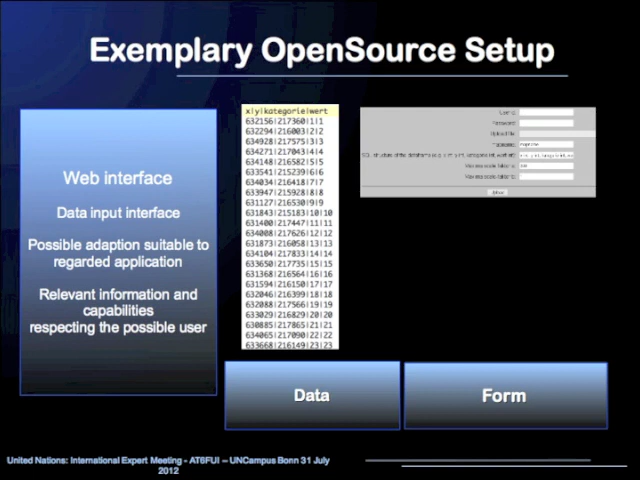 Exemplary OpenSource Setup
Web interface
Data input interface
Possible adaption suitable to
regarded application
Relevant information and
capabilities
respecting the possible user
x|y|kategorie|wert
632156|217360|1|1
632294|216003|2|2
634928|217575|3|3
634271|217043|4|4
634148|216582|5|5
633541|215239|6|6
634034|216418|7|7
633947|215928|8|8
631127|216530|9|9
631843|215183|10|10
631400|217447|11|11
634008|217626|12|12
631873|216058|13|13
634104|217833|14|14
633650|217735|15|15
631368|216564|16|16
631594|216150|17|17
632046|216399|18|18
632088|217566|19|19
633029|216829|20|20
630885|217865|21|21
634065|217090|22|22
633668|216149|23|23
Password:
Data
Form
United Nations: International Expert Meeting - AT6FUI – UNCampus Bonn 31 July
2012